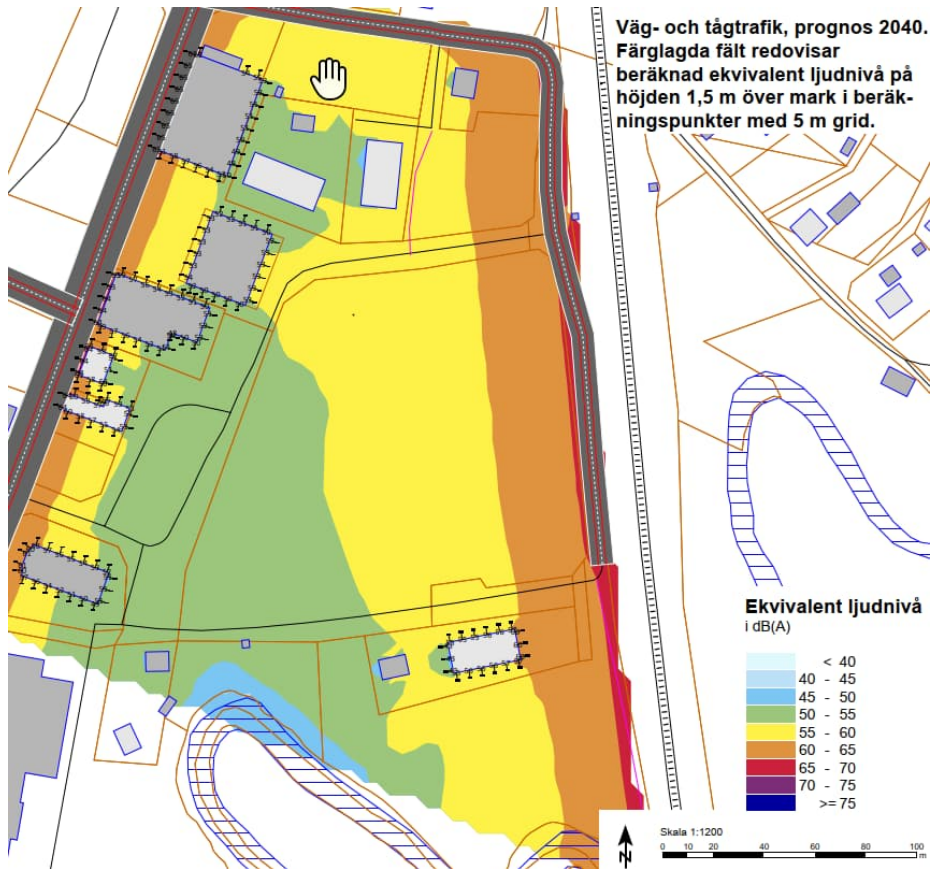 Väg- och tågtrafik, prognos 2040.
Färglagda fält redovisar
beräknad ekvivalent ljudnivå på
höjden 1,5 m över mark i beräk-
ningspunkter med 5 m grid.
Ekvivalent ljudnivå
i dB(A)
< 40
40 - 45
45 - 50
50 - 55
55 - 60
60 - 65
65 - 70
70 - 75
>= 75
N
Skala 1:1200
0 10 20 40 60 80 100
m